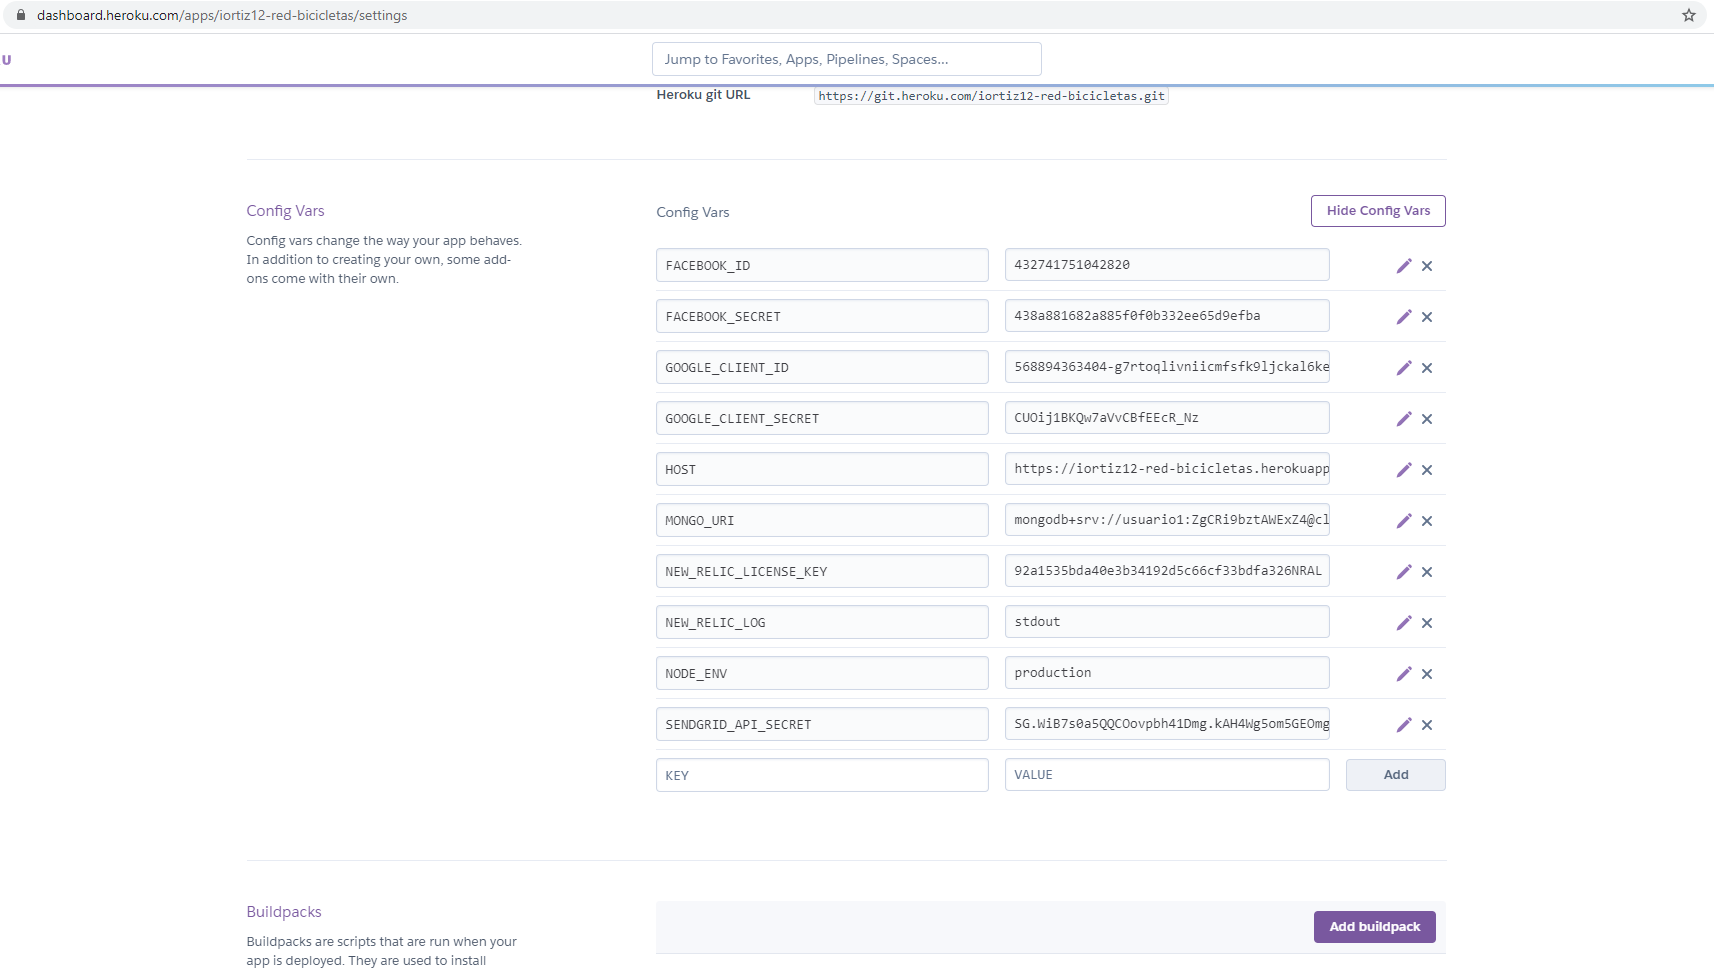 dashboard.heroku.com/apps/iortiz12-red-bicicletas/settings
U
Jump to Favorites, Apps, Pipelines, Spaces...
Heroku git URL https://git.heroku.com/iortiz12-red-bicicletas.git
Config Vars
Config vars change the way your app behaves.
In addition to creating your own, some add-
ons come with their own.
Config Vars Hide Config Vars
FACEBOOK_ID 432741751042820
FACEBOOK_SECRET 438a881682a885f0f0b332ee65d9efba
GOOGLE_CLIENT_ID 568894363404-g7rtoqlivniicmfsfk9ljckal6ke
GOOGLE_CLIENT_SECRET CUOij1BKQw7aVvCBfEEcR_Nz
HOST https://iortiz12-red-bicicletas.herokuapp
MONGO_URI mongodb+srv://usuario1:ZgCRi9bztAWExZ4@cl
NEW_RELIC_LICENSE_KEY 92a1535bda40e3b34192d5c66cf33bdfa326NRAL
NEW_RELIC_LOG stdout
NODE_ENV production
SENDGRID_API_SECRET SG.WiB7s0a5QQCOovpbh41Dmg.kAH4Wg5om5GEOmg
KEY VALUE Add
Buildpacks
Buildpacks are scripts that are run when your
app is deployed. They are used to install
Add buildpack